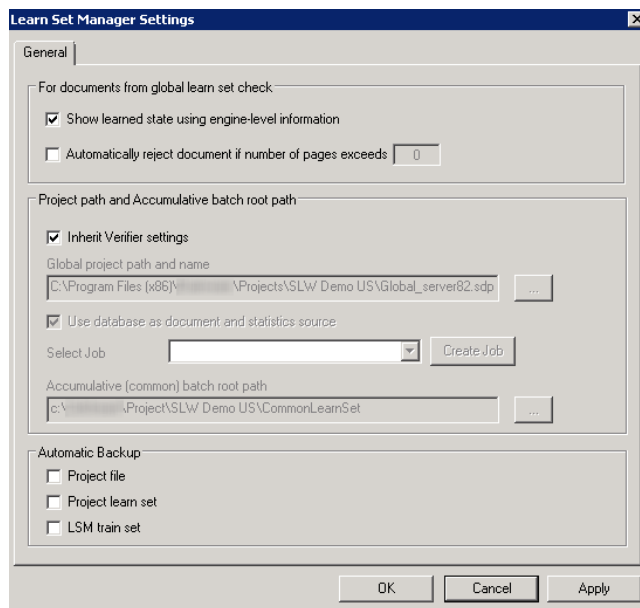 Learn Set Manager Settings
General
For documents from global learn set check
Show learned state using engine-level information
Automatically reject document if number of pages exceeds 0
Project path and Accumulative batch root path
Inherit Verifier settings
Global project path and name
C:\Program Files (x86)\ \Projects\SLW Demo US\Global_server82.sdp ...
Use database as document and statistics source
Select Job Create Job
Accumulative (common) batch root path
c:\ \Project\SLW Demo US\CommonLearnSet ...
Automatic Backup
Project file
Project learn set
LSM train set
OK Cancel Apply